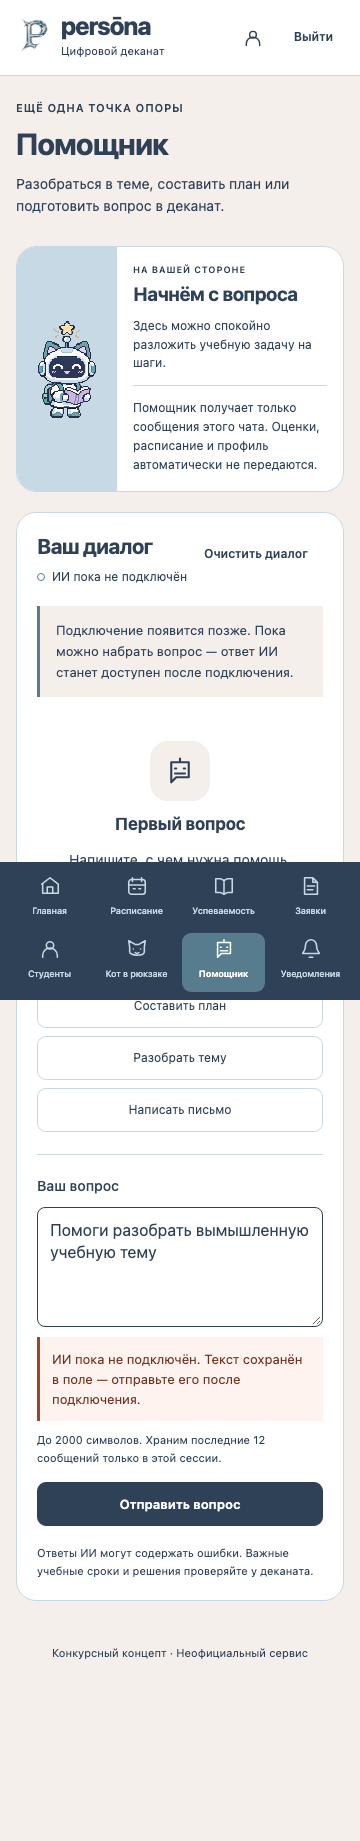 persōna
Цифровой деканат
Выйти
ЕЩЁ ОДНА ТОЧКА ОПОРЫ
Помощник
Разобраться в теме, составить план или
подготовить вопрос в деканат.
НА ВАШЕЙ СТОРОНЕ
Начнём с вопроса
Здесь можно спокойно
разложить учебную задачу на
шаги.
Помощник получает только
сообщения этого чата. Оценки,
расписание и профиль
автоматически не передаются.
Ваш диалог
Очистить диалог
ИИ пока не подключён
Подключение появится позже. Пока
можно набрать вопрос — ответ ИИ
станет доступен после подключения.
Первый вопрос
Напишите, с чем нужна помощь.
Главная
Расписание
Успеваемость
Заявки
Студенты
Кот в рюкзаке
Помощник
Уведомления
Составить план
Разобрать тему
Написать письмо
Ваш вопрос
Помоги разобрать вымышленную
учебную тему
ИИ пока не подключён. Текст сохранён
в поле — отправьте его после
подключения.
До 2000 символов. Храним последние 12
сообщений только в этой сессии.
Отправить вопрос
Ответы ИИ могут содержать ошибки. Важные
учебные сроки и решения проверяйте у деканата.
Конкурсный концепт · Неофициальный сервис